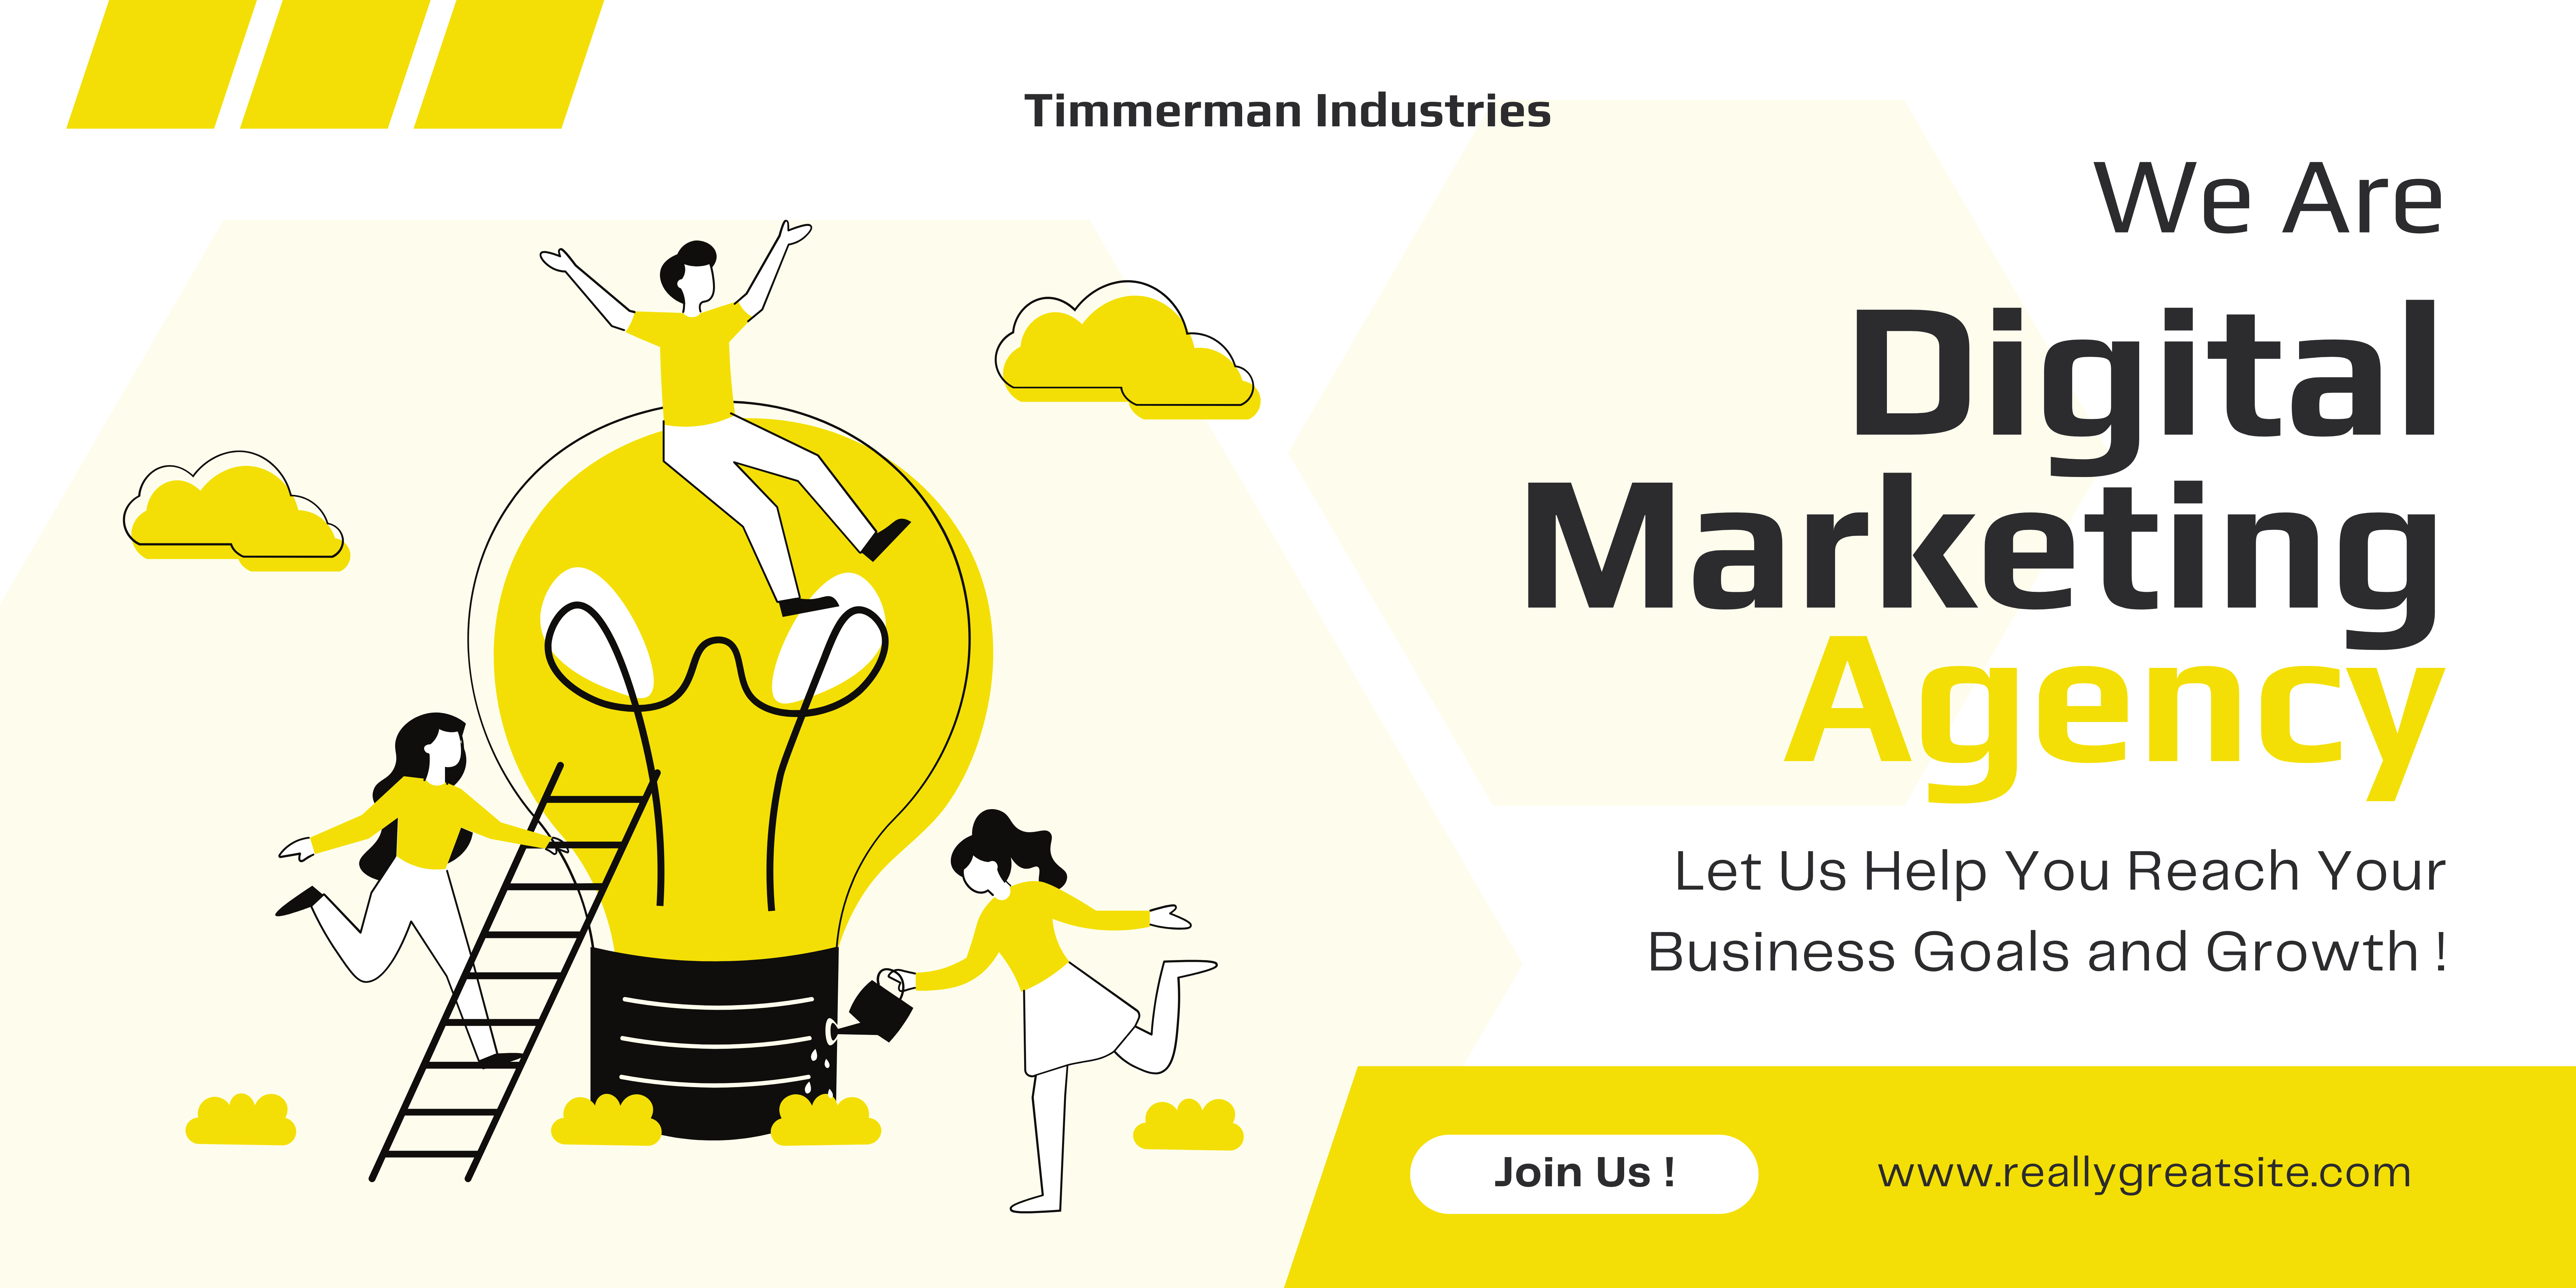 Timmerman Industries
We Are
Digital
Marketing
Agency
Let Us Help You Reach Your
Business Goals and Growth !
Join Us !
www.reallygreatsite.com